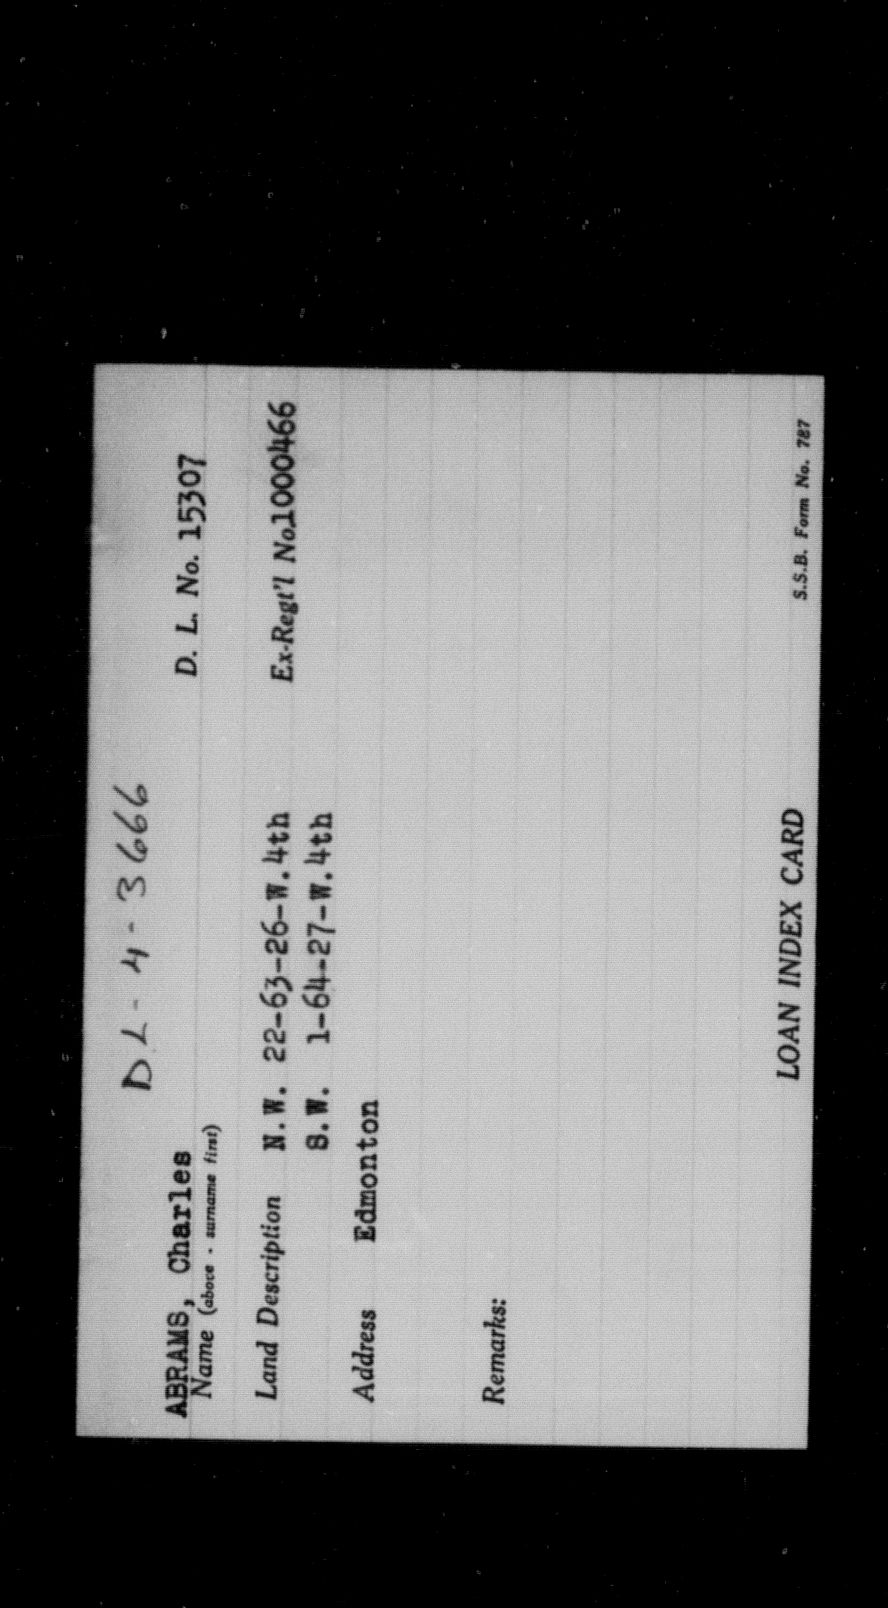 DL-4-3666
ABRAMS, Charles D. L. No. 15307
Name (above - surname first)
Land Description N.W. 22-63-26-W.4th Ex-Regt'l No.1000466
S.W. 1-64-27-W.4th
Address Edmonton
Remarks:
LOAN INDEX CARD S.S.B. Form No. 787